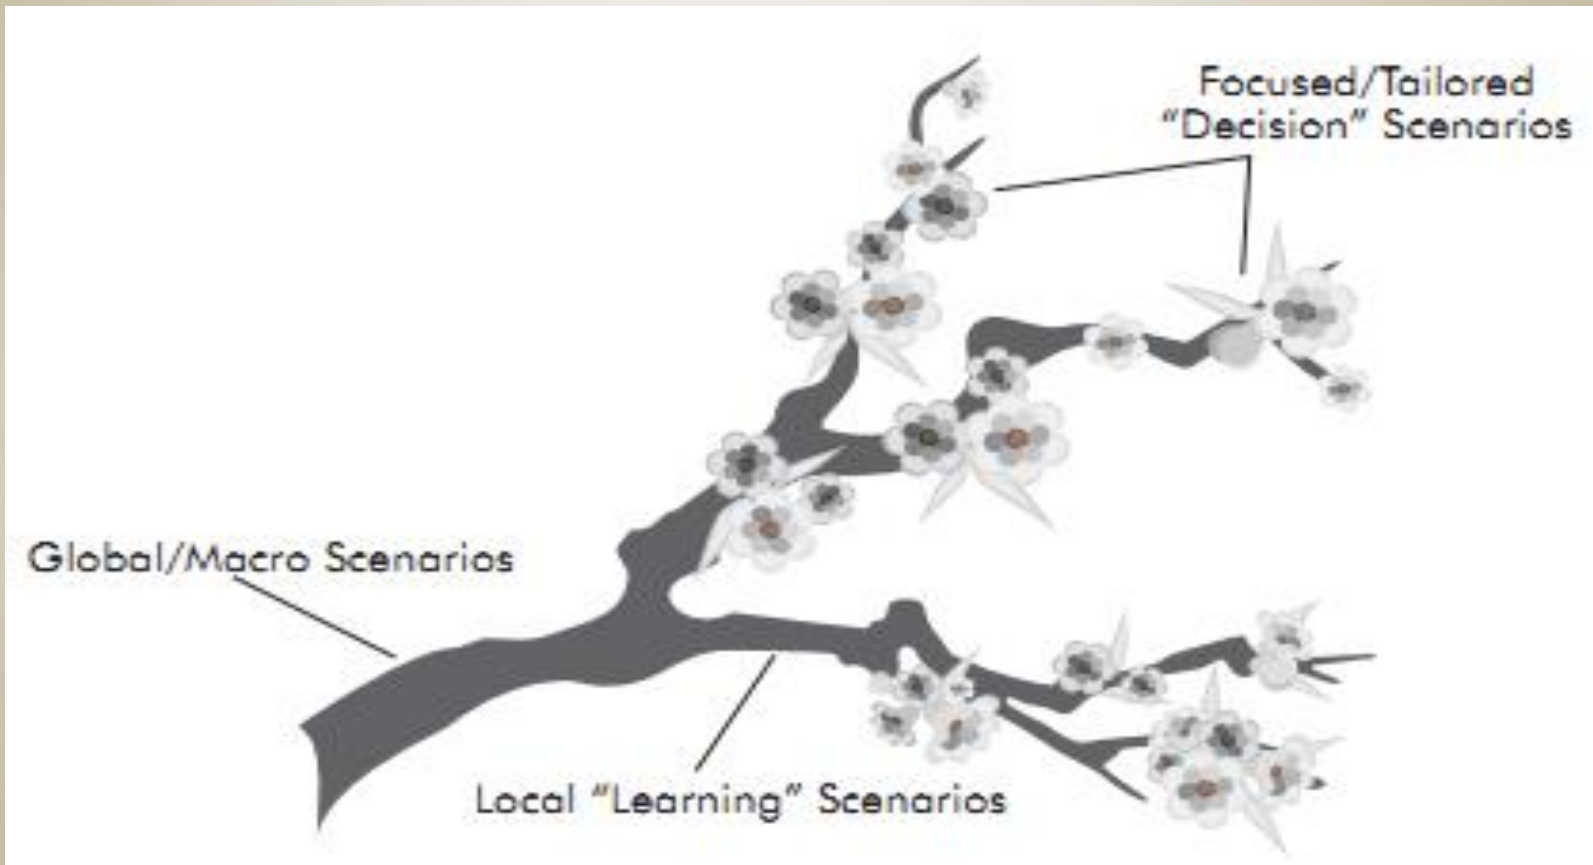 Focused/Tailored
“Decision” Scenarios
Global/Macro Scenarios
Local “Learning” Scenarios